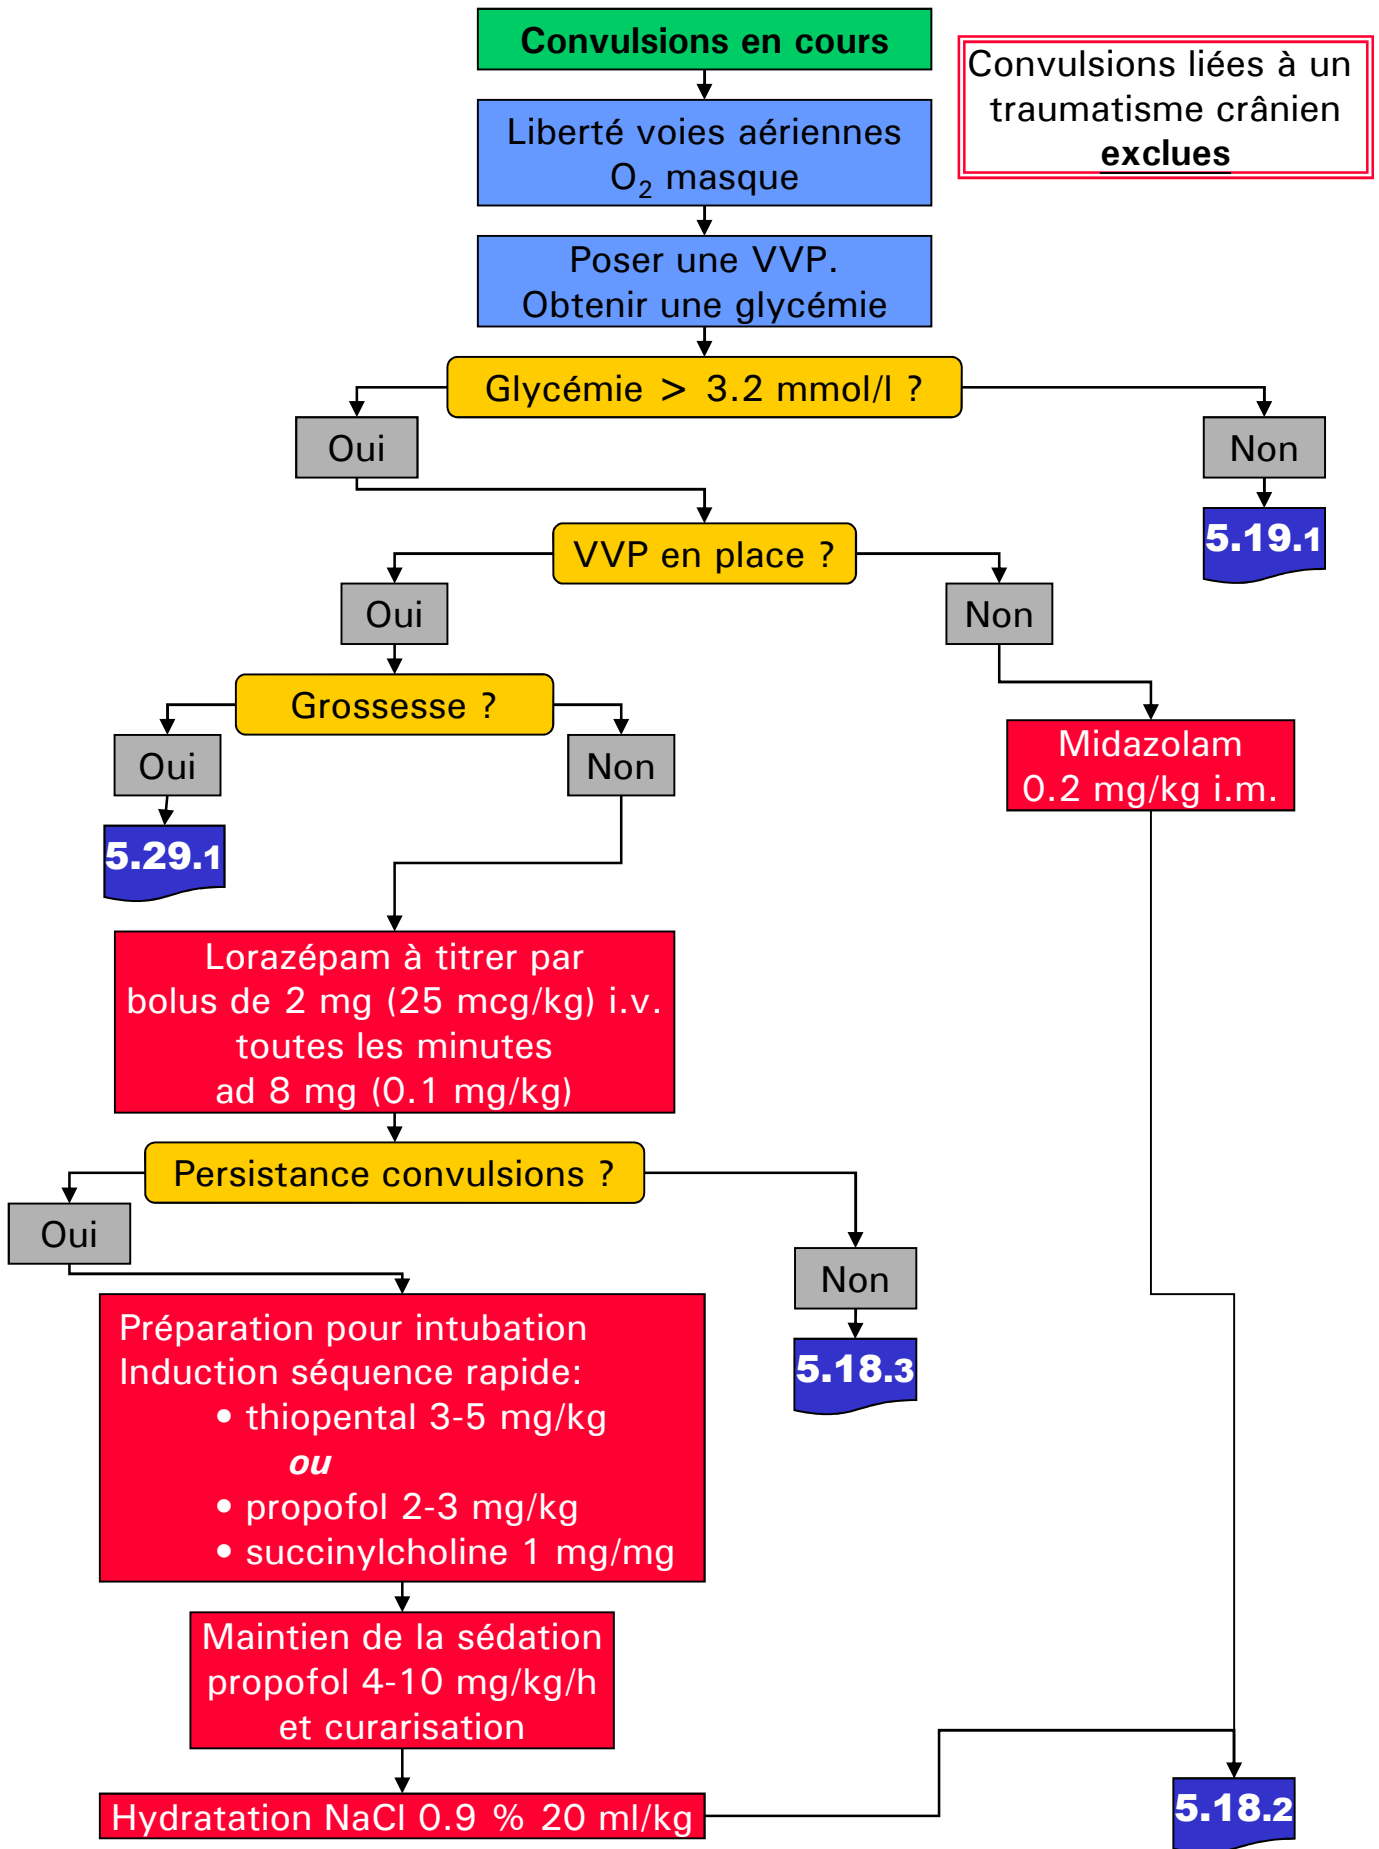 Convulsions en cours
Convulsions liées à un
traumatisme crânien
exclues
Liberté voies aériennes
O₂ masque
Poser une VVP.
Obtenir une glycémie
Glycémie > 3.2 mmol/l ?
Oui
Non
5.19.1
VVP en place ?
Oui
Non
Grossesse ?
Oui
Non
Midazolam
0.2 mg/kg i.m.
5.29.1
Lorazépam à titrer par
bolus de 2 mg (25 mcg/kg) i.v.
toutes les minutes
ad 8 mg (0.1 mg/kg)
Persistance convulsions ?
Oui
Non
5.18.3
Préparation pour intubation
Induction séquence rapide:
• thiopental 3-5 mg/kg
ou
• propofol 2-3 mg/kg
• succinylcholine 1 mg/mg
Maintien de la sédation
propofol 4-10 mg/kg/h
et curarisation
Hydratation NaCl 0.9 % 20 ml/kg
5.18.2